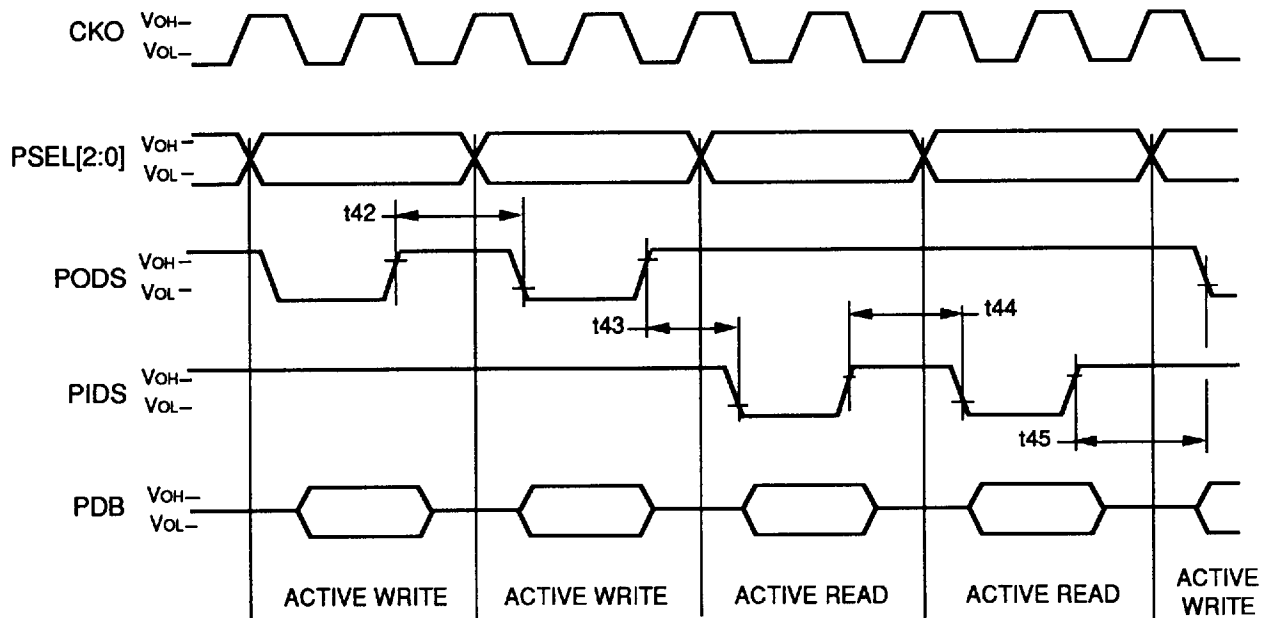 CKO
VOH–
VOL–
PSEL[2:0]
VOH–
VOL–
t42
PODS
VOH–
VOL–
t43
t44
PIDS
VOH–
VOL–
t45
PDB
VOH–
VOL–
ACTIVE WRITE
ACTIVE WRITE
ACTIVE READ
ACTIVE READ
ACTIVE
WRITE